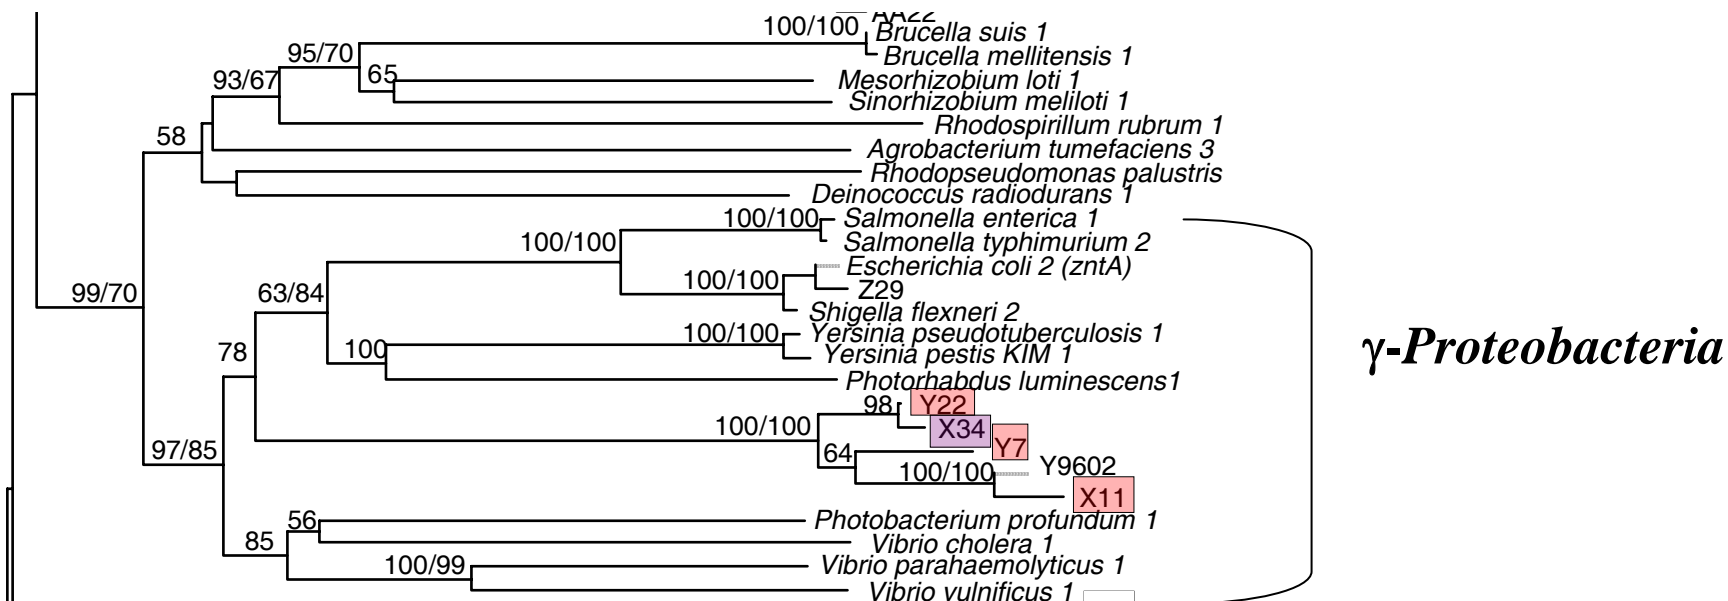 AA22
100/100
Brucella suis 1
95/70
Brucella mellitensis 1
93/67
65
Mesorhizobium loti 1
Sinorhizobium meliloti 1
Rhodospirillum rubrum 1
58
Agrobacterium tumefaciens 3
Rhodopseudomonas palustris
Deinococcus radiodurans 1
100/100
Salmonella enterica 1
100/100
Salmonella typhimurium 2
Escherichia coli 2 (zntA)
100/100
Z29
99/70
63/84
Shigella flexneri 2
100/100
Yersinia pseudotuberculosis 1
78
100
Yersinia pestis KIM 1
γ-Proteobacteria
Photorhabdus luminescens1
98
Y22
100/100
X34
Y7
97/85
64
Y9602
100/100
X11
56
Photobacterium profundum 1
85
Vibrio cholera 1
100/99
Vibrio parahaemolyticus 1
Vibrio vulnificus 1